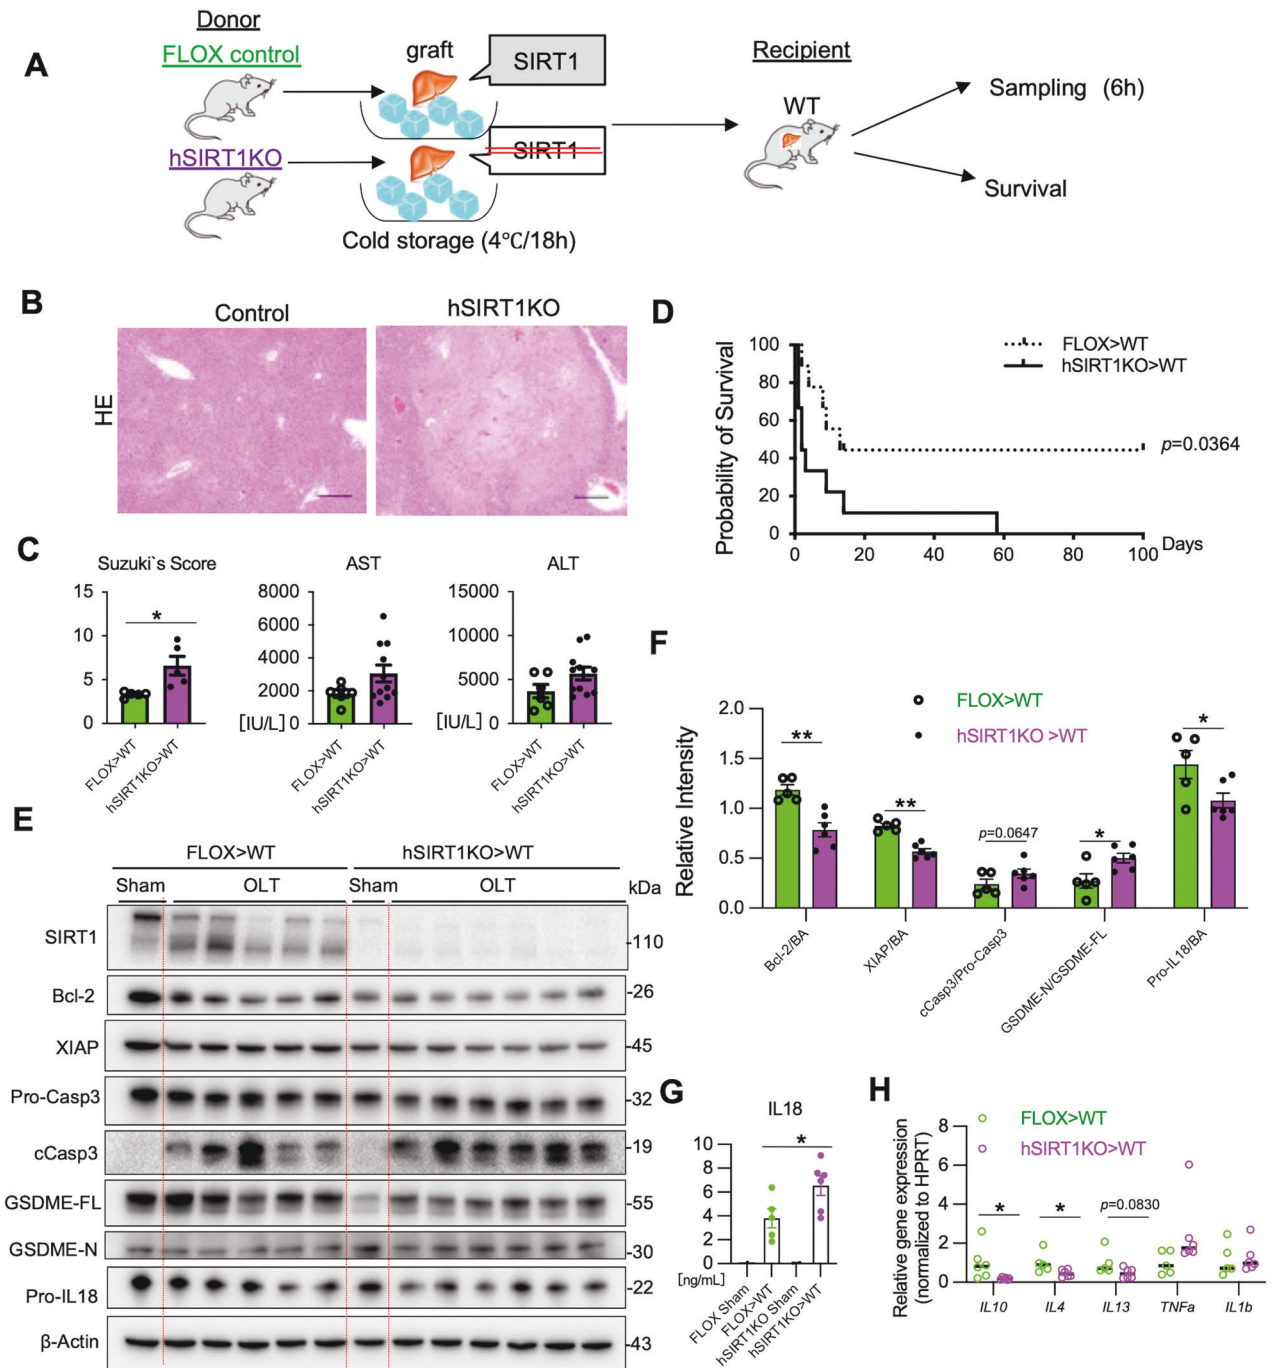 A
Donor
FLOX control
hSIRT1KO
graft
SIRT1
SIRT1
Cold storage (4℃/18h)
Recipient
WT
Sampling (6h)
Survival
B
Control
hSIRT1KO
HE
C
Suzuki`s Score
15
10
5
0
FLOX>WT
hSIRT1KO>WT
*
AST
8000
6000
4000
2000
[IU/L] 0
FLOX>WT
hSIRT1KO>WT
ALT
15000
10000
5000
[IU/L] 0
FLOX>WT
hSIRT1KO>WT
D
Probability of Survival
100
80
60
40
20
0
0 20 40 60 80 100 Days
FLOX>WT
hSIRT1KO>WT
p=0.0364
E
FLOX>WT hSIRT1KO>WT
Sham OLT Sham OLT kDa
SIRT1 -110
Bcl-2 -26
XIAP -45
Pro-Casp3 -32
cCasp3 -19
GSDME-FL -55
GSDME-N -30
Pro-IL18 -22
β-Actin -43
F
FLOX>WT
hSIRT1KO >WT
Relative Intensity
2.0
1.5
1.0
0.5
0.0
**
**
p=0.0647
*
*
Bcl-2/BA
XIAP/BA
cCasp3/Pro-Casp3
GSDME-N/GSDME-FL
Pro-IL18/BA
G
IL18
10
8
6
4
2
0
[ng/mL]
*
FLOX Sham
FLOX>WT
hSIRT1KO Sham
hSIRT1KO>WT
H
FLOX>WT
hSIRT1KO>WT
Relative gene expression
(normalized to HPRT)
8
6
4
2
0
*
*
p=0.0830
IL10 IL4 IL13 TNFa IL1b